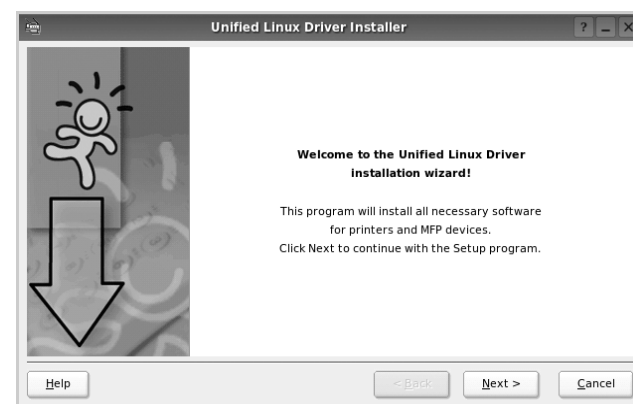 Unified Linux Driver Installer
?
Welcome to the Unified Linux Driver
installation wizard!
This program will install all necessary software
for printers and MFP devices.
Click Next to continue with the Setup program.
Help
< Back
Next >
Cancel